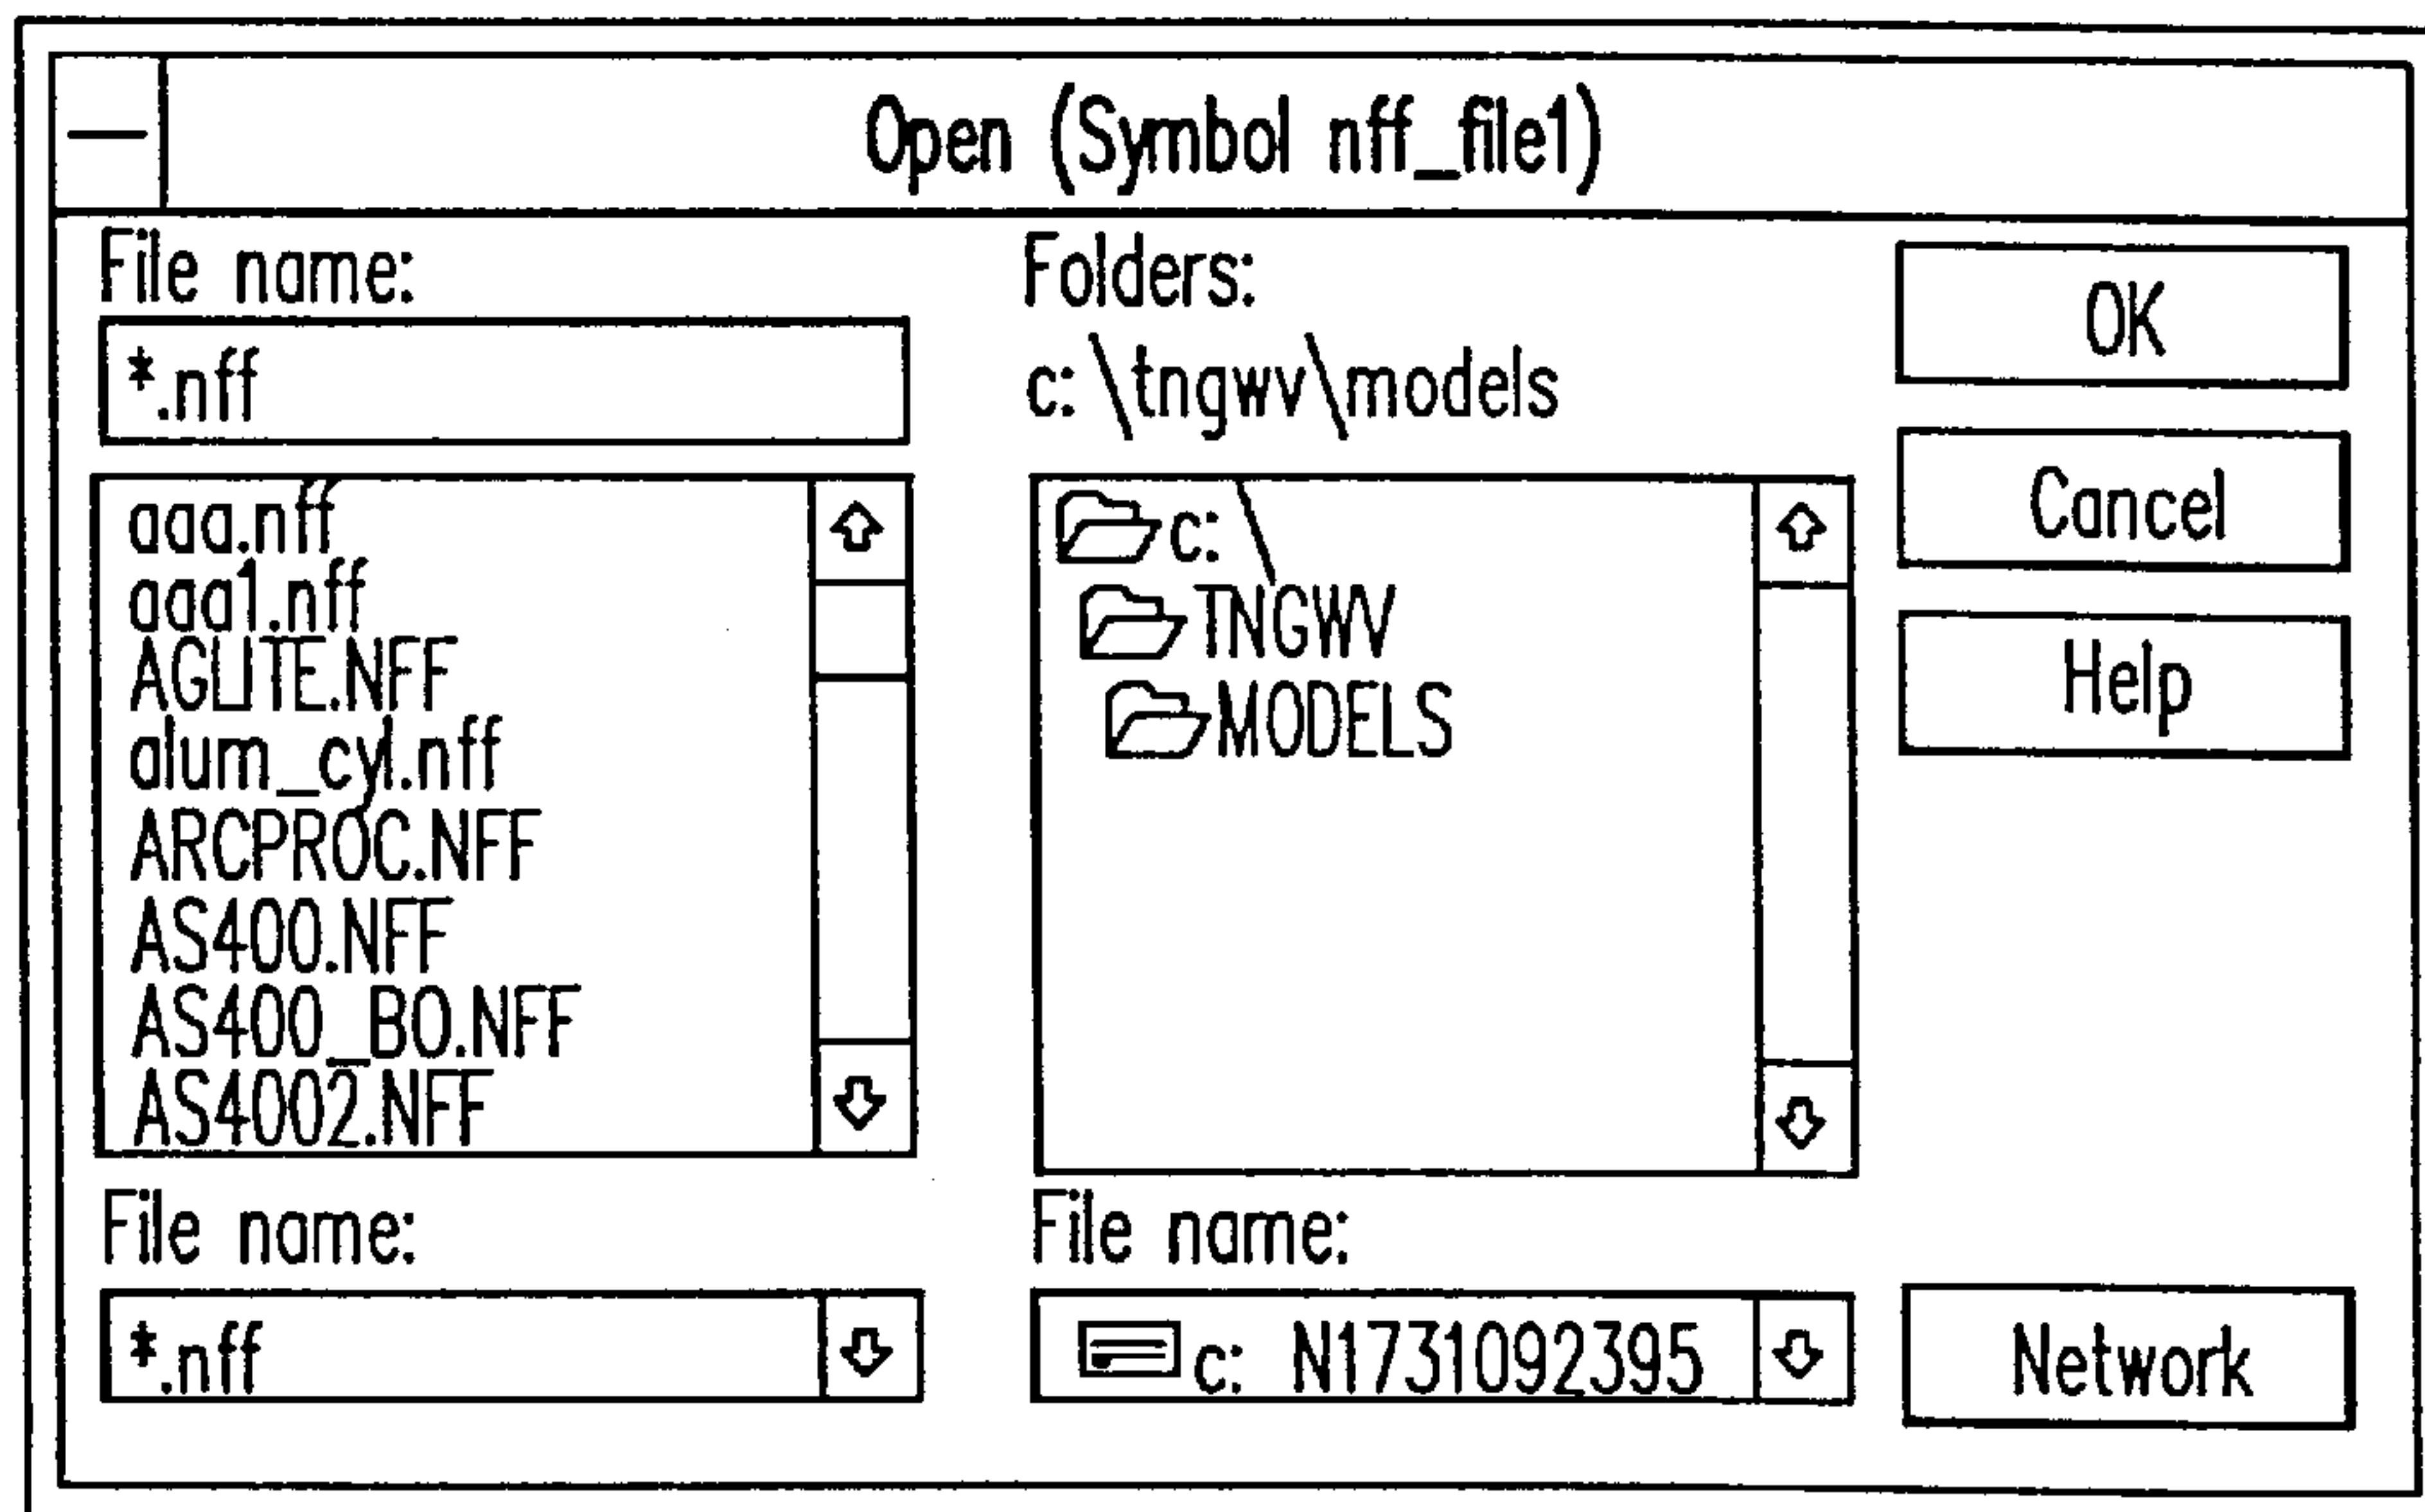 Open (Symbol nff_file1)
File name:
*.nff
aaa.nff
aaa1.nff
AGLITE.NFF
alum_cyl.nff
ARCPROC.NFF
AS400.NFF
AS400_BO.NFF
AS4002.NFF
File name:
*.nff
Folders:
c:\tngwv\models
c:\
TNGWV
MODELS
File name:
c: N1731092395
OK
Cancel
Help
Network